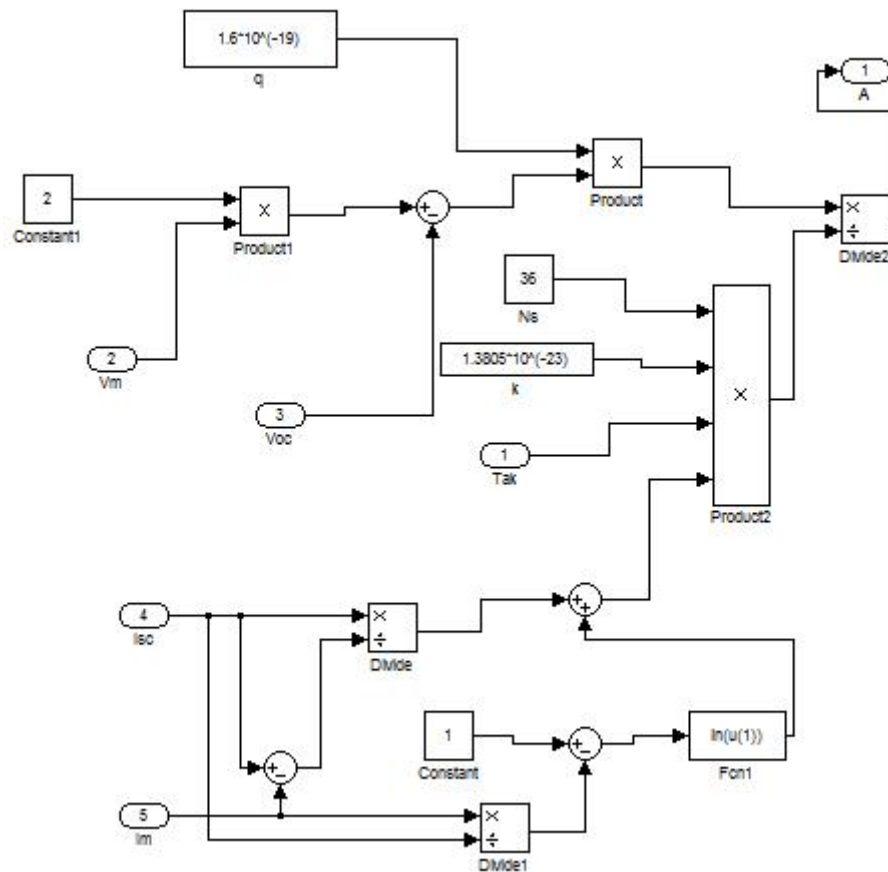 1.6*10^(-19)
q
1
A
×
Product
2
Constant1
×
Product1
+
-
×
÷
Divide2
36
Ns
2
Vm
1.3805*10^(-23)
k
×
3
Voc
1
Tak
Product2
4
Isc
×
÷
Divide
+
+
1
Constant
+
-
ln(u(1))
Fcn1
+
-
5
Im
×
÷
Divide1